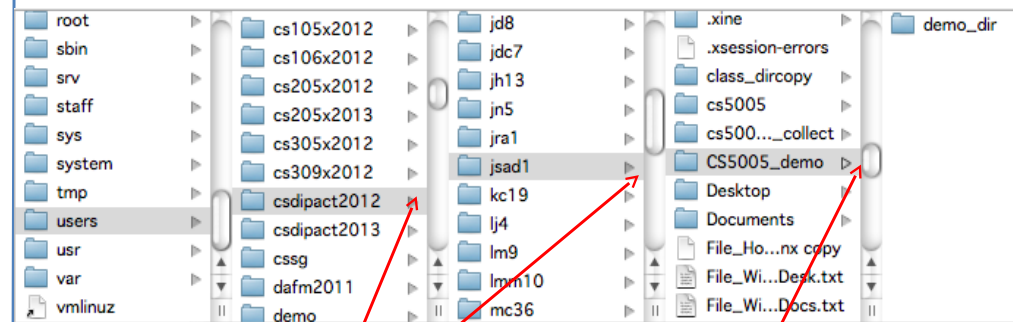 root
sbin
srv
staff
sys
system
tmp
users
usr
var
vmlinuz
cs105x2012
cs106x2012
cs205x2012
cs205x2013
cs305x2012
cs309x2012
csdipact2012
csdipact2013
cssg
dafm2011
demo
jd8
jdc7
jh13
jn5
jra1
jsad1
kc19
lj4
lm9
lmm10
mc36
.xine
.xsession-errors
class_dircopy
cs5005
cs500..._collect
CS5005_demo
Desktop
Documents
File_Ho...nx copy
File_Wi...Desk.txt
File_Wi...Docs.txt
demo_dir